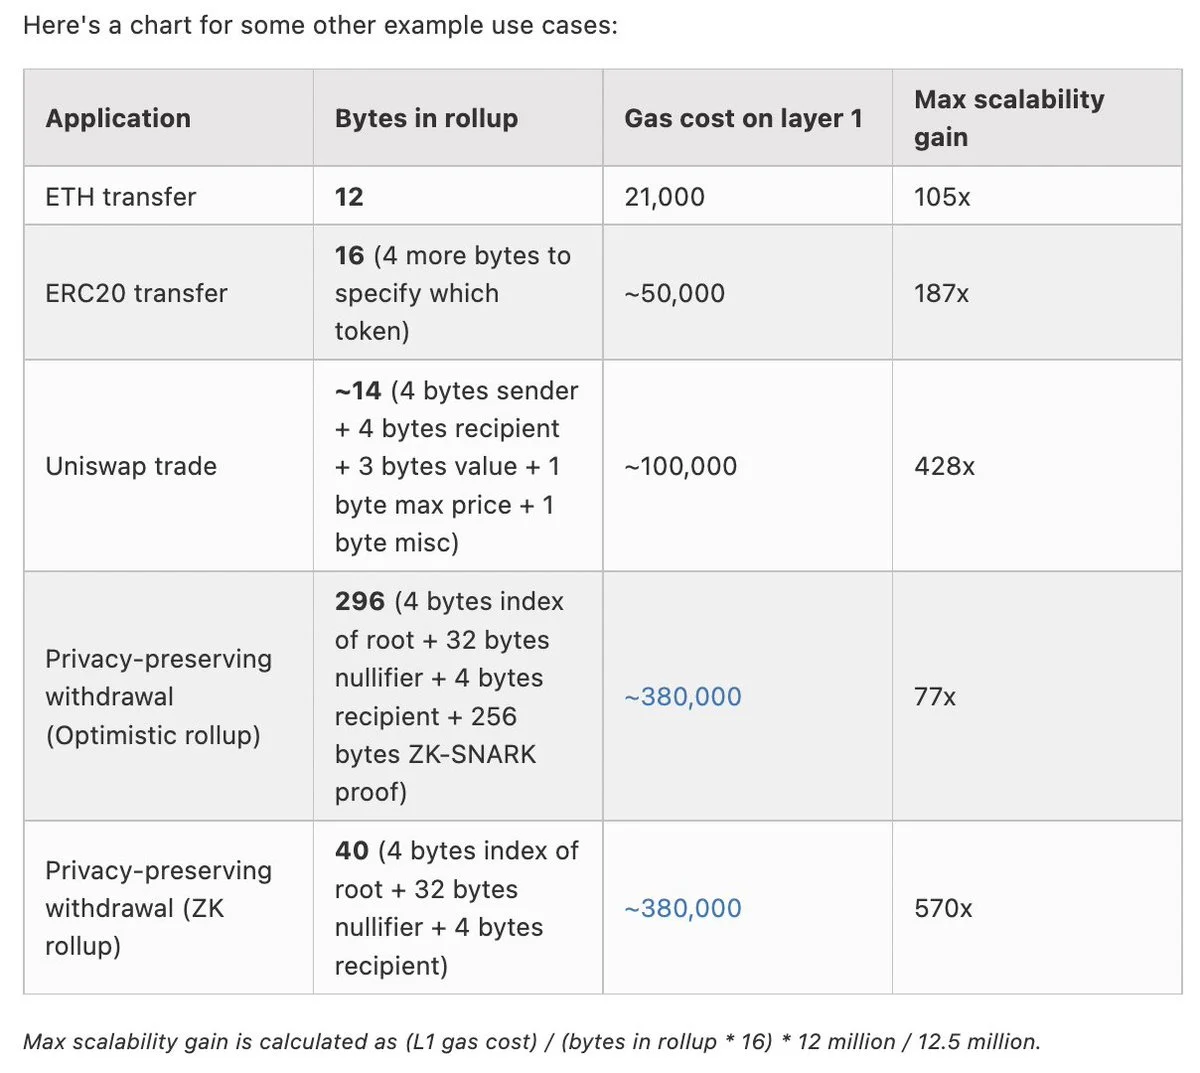 Here's a chart for some other example use cases:
Application
Bytes in rollup
Gas cost on layer 1
Max scalability
gain
ETH transfer
12
21,000
105x
ERC20 transfer
16 (4 more bytes to
specify which
token)
~50,000
187x
Uniswap trade
~14 (4 bytes sender
+ 4 bytes recipient
+ 3 bytes value + 1
byte max price + 1
byte misc)
~100,000
428x
Privacy-preserving
withdrawal
(Optimistic rollup)
296 (4 bytes index
of root + 32 bytes
nullifier + 4 bytes
recipient + 256
bytes ZK-SNARK
proof)
~380,000
77x
Privacy-preserving
withdrawal (ZK
rollup)
40 (4 bytes index of
root + 32 bytes
nullifier + 4 bytes
recipient)
~380,000
570x
Max scalability gain is calculated as (L1 gas cost) / (bytes in rollup * 16) * 12 million / 12.5 million.